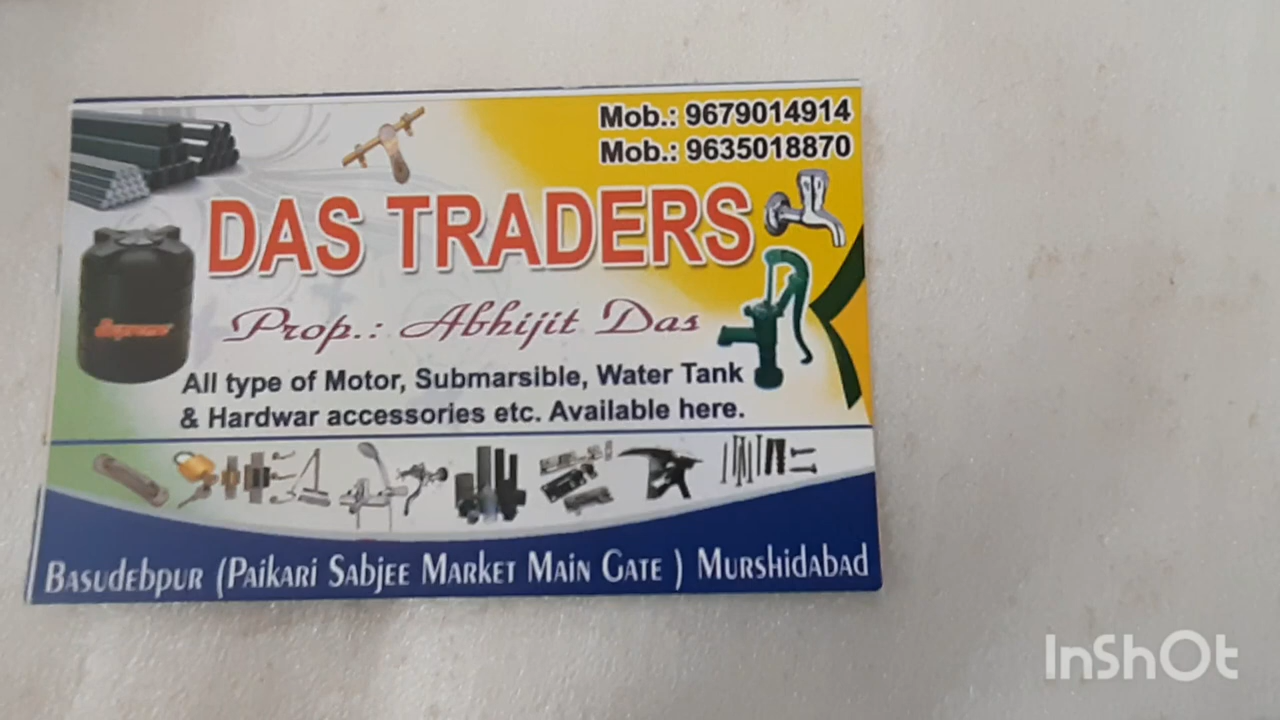 Mob.: 9679014914
Mob.: 9635018870
DAS TRADERS
Prop.: Abhijit Das
All type of Motor, Submarsible, Water Tank
& Hardwar accessories etc. Available here.
Basudebpur (Paikari Sabjee Market Main Gate ) Murshidabad
InShOt